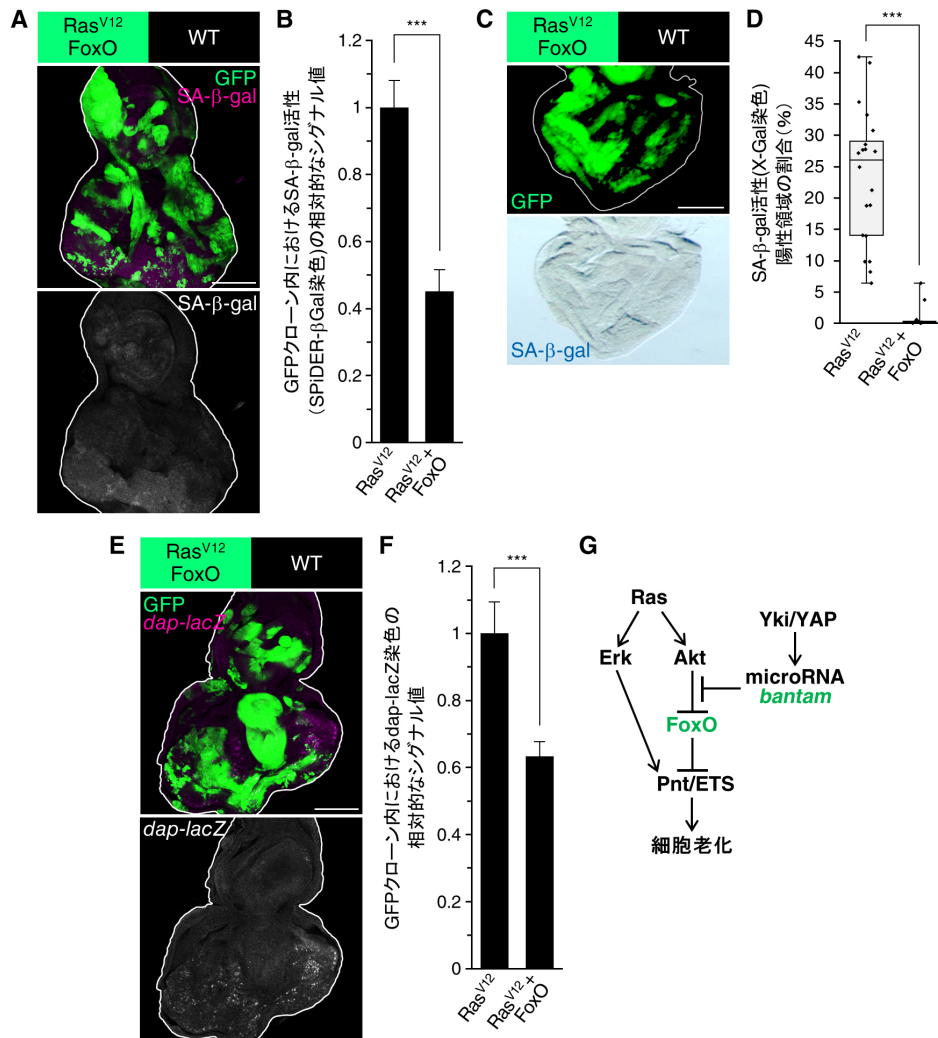 A
Ras^V12
FoxO
WT
GFP
SA-β-gal
SA-β-gal
B
GFPクローン内におけるSA-β-gal活性
（SPiDER-βGal染色）の相対的なシグナル値
1.2
1
0.8
0.6
0.4
0.2
0
***
Ras^V12
Ras^V12+
FoxO
C
Ras^V12
FoxO
WT
GFP
SA-β-gal
D
SA-β-gal活性(X-Gal染色)
陽性領域の割合(%)
45
40
35
30
25
20
15
10
5
0
***
Ras^V12
Ras^V12+
FoxO
E
Ras^V12
FoxO
WT
GFP
dap-lacZ
dap-lacZ
F
GFPクローン内におけるdap-lacZ染色の
相対的なシグナル値
1.2
1
0.8
0.6
0.4
0.2
0
***
Ras^V12
Ras^V12+
FoxO
G
Ras
Yki/YAP
Erk
Akt
microRNA
bantam
FoxO
Pnt/ETS
細胞老化